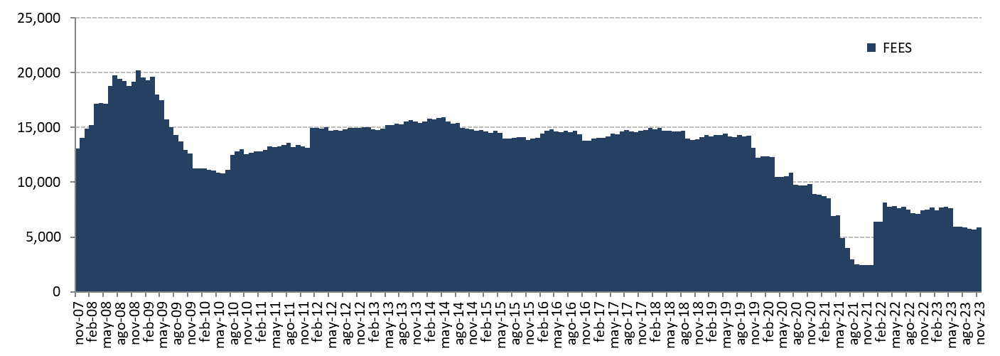 25,000
20,000
15,000
10,000
5,000
0
FEES
nov-07
feb-08
may-08
ago-08
nov-08
feb-09
may-09
ago-09
nov-09
feb-10
may-10
ago-10
nov-10
feb-11
may-11
ago-11
nov-11
feb-12
may-12
ago-12
nov-12
feb-13
may-13
ago-13
nov-13
feb-14
may-14
ago-14
nov-14
feb-15
may-15
ago-15
nov-15
feb-16
may-16
ago-16
nov-16
feb-17
may-17
ago-17
nov-17
feb-18
may-18
ago-18
nov-18
feb-19
may-19
ago-19
nov-19
feb-20
may-20
ago-20
nov-20
feb-21
may-21
ago-21
nov-21
feb-22
may-22
ago-22
nov-22
feb-23
may-23
ago-23
nov-23